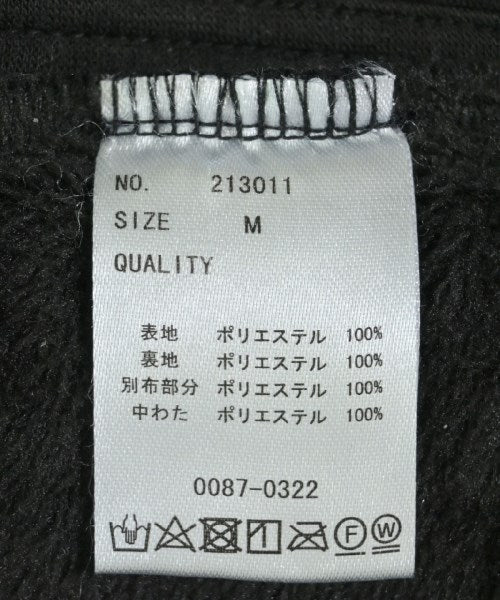 NO. 213011
SIZE M
QUALITY
表地 ポリエステル 100%
裏地 ポリエステル 100%
別布部分 ポリエステル 100%
中わた ポリエステル 100%
0087-0322
F W